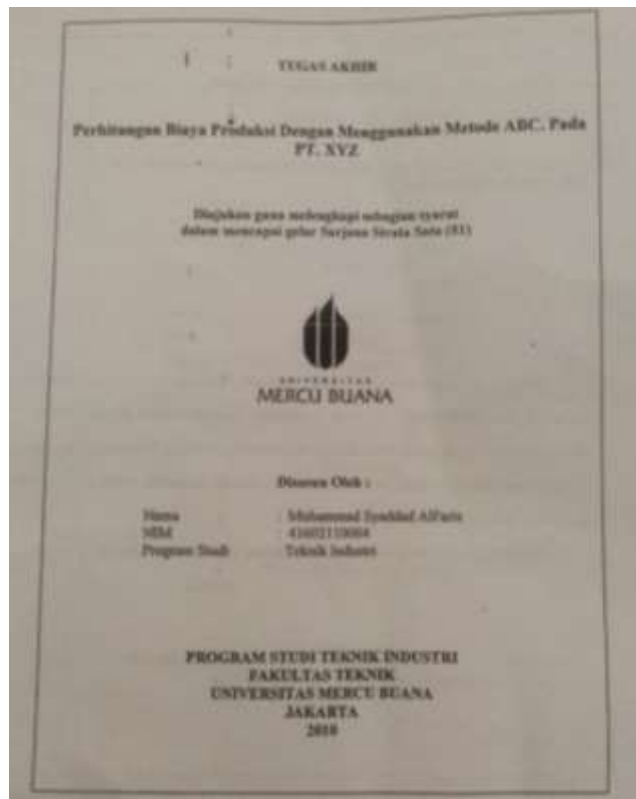 TUGAS AKHIR
Perhitungan Biaya Produksi Dengan Menggunakan Metode ABC. Pada
PT. XYZ
Diajukan guna melengkapi sebagian syarat
dalam mencapai gelar Sarjana Strata Satu (S1)
UNIVERSITAS
MERCU BUANA
Disusun Oleh :
Nama : Muhammad AlFaris
NIM : 41602110004
Program Studi : Teknik Industri
PROGRAM STUDI TEKNIK INDUSTRI
FAKULTAS TEKNIK
UNIVERSITAS MERCU BUANA
JAKARTA
2010